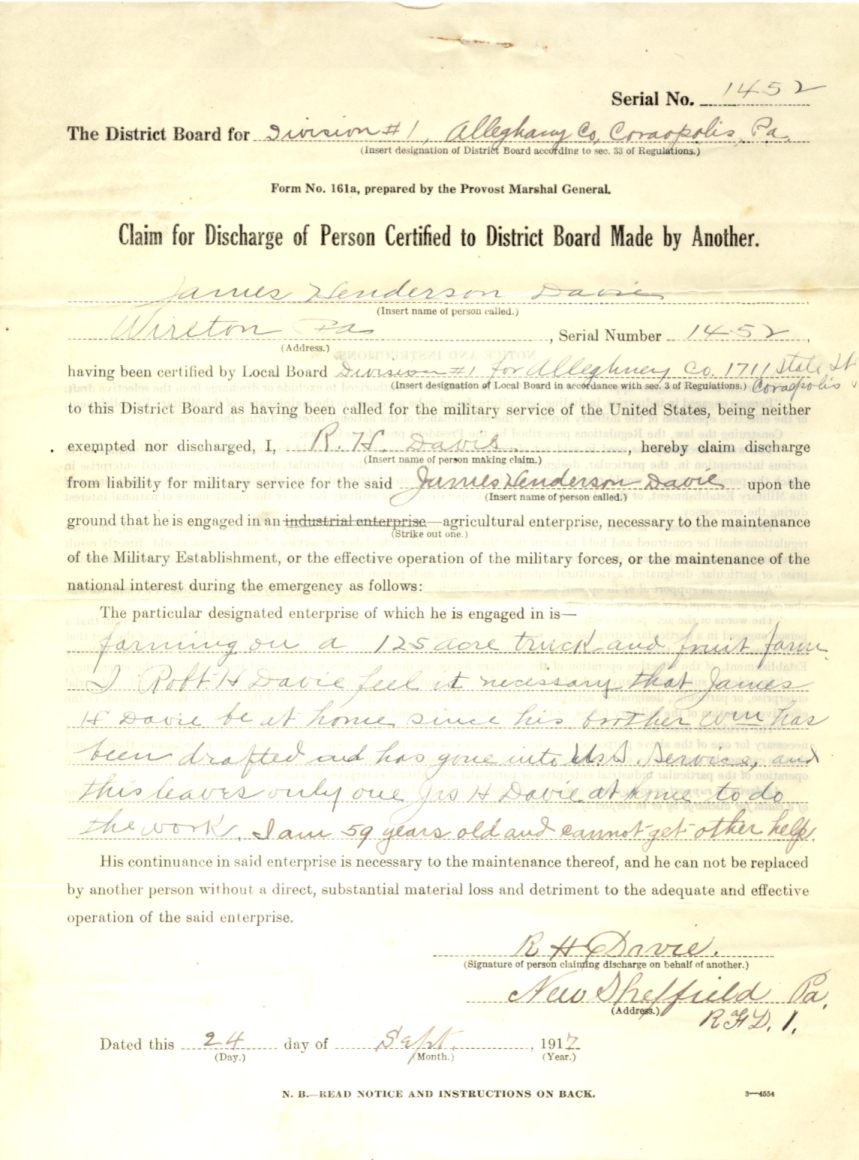 Serial No. 1452
The District Board for Division #1, Alleghany Co, Coraopolis, Pa.
(Insert designation of District Board according to sec. 33 of Regulations.)
Form No. 161a, prepared by the Provost Marshal General.
Claim for Discharge of Person Certified to District Board Made by Another.
James Henderson Davie
(Insert name of person called.)
Wireton Pa, Serial Number 1452,
(Address.)
having been certified by Local Board Division #1 for Alleghney Co. 1711 State St
(Insert designation of Local Board in accordance with sec. 3 of Regulations.) Coraopolis
to this District Board as having been called for the military service of the United States, being neither
exempted nor discharged, I, R. H. Davie, hereby claim discharge
(Insert name of person making claim.)
from liability for military service for the said James Henderson Davie upon the
(Insert name of person called.)
ground that he is engaged in an industrial enterprise—agricultural enterprise, necessary to the maintenance
(Strike out one.)
of the Military Establishment, or the effective operation of the military forces, or the maintenance of the
national interest during the emergency as follows:
The particular designated enterprise of which he is engaged in is—
farming on a 125 acre truck and fruit farm.
I Robt H Davie feel it necessary that James
H Davie be at home since his brother Wm has
been drafted and has gone into U.S. Service, and
this leaves only one Jas H Davie at home to do
the work. I am 59 years old and cannot get other help.
His continuance in said enterprise is necessary to the maintenance thereof, and he can not be replaced
by another person without a direct, substantial material loss and detriment to the adequate and effective
operation of the said enterprise.
R H Davie.
(Signature of person claiming discharge on behalf of another.)
New Sheffield Pa.
(Address.) R.F.D. 1.
Dated this 24 day of Sept., 1917
(Day.) (Month.) (Year.)
N. B.—READ NOTICE AND INSTRUCTIONS ON BACK. 3—4554